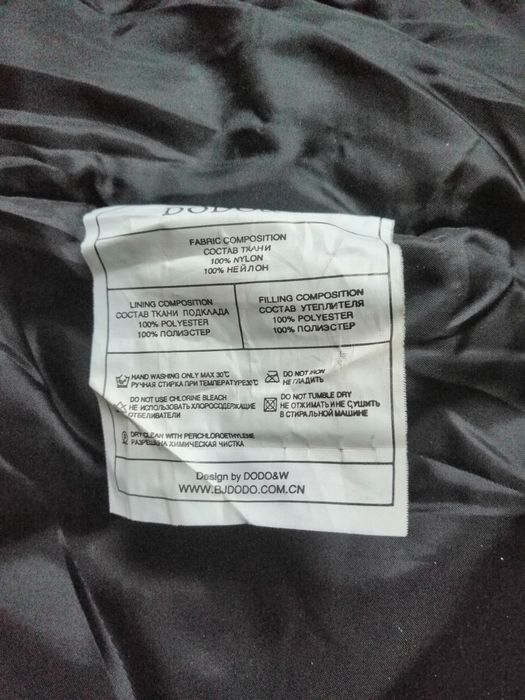 FABRIC COMPOSITION
СОСТАВ ТКАНИ
100% NYLON
100% НЕЙЛОН
LINING COMPOSITION
СОСТАВ ТКАНИ ПОДКЛАДА
100% POLYESTER
100% ПОЛИЭСТЕР
FILLING COMPOSITION
СОСТАВ УТЕПЛИТЕЛЯ
100% POLYESTER
100% ПОЛИЭСТЕР
HAND WASHING ONLY MAX 30°C
РУЧНАЯ СТИРКА ПРИ ТЕМПЕРАТУРЕ30°C
DO NOT IRON
НЕ ГЛАДИТЬ
DO NOT USE CHLORINE BLEACH
НЕ ИСПОЛЬЗОВАТЬ ХЛОРОСОДЕРЖАЩИЕ
ОТБЕЛИВАТЕЛИ
DO NOT TUMBLE DRY
НЕ ОТЖИМАТЬ И НЕ СУШИТЬ
В СТИРАЛЬНОЙ МАШИНЕ
DRY CLEAN WITH PERCHLOROETHYLENE
РАЗРЕШЕНА ХИМИЧЕСКАЯ ЧИСТКА
Design by DODO&W
WWW.BJDODO.COM.CN